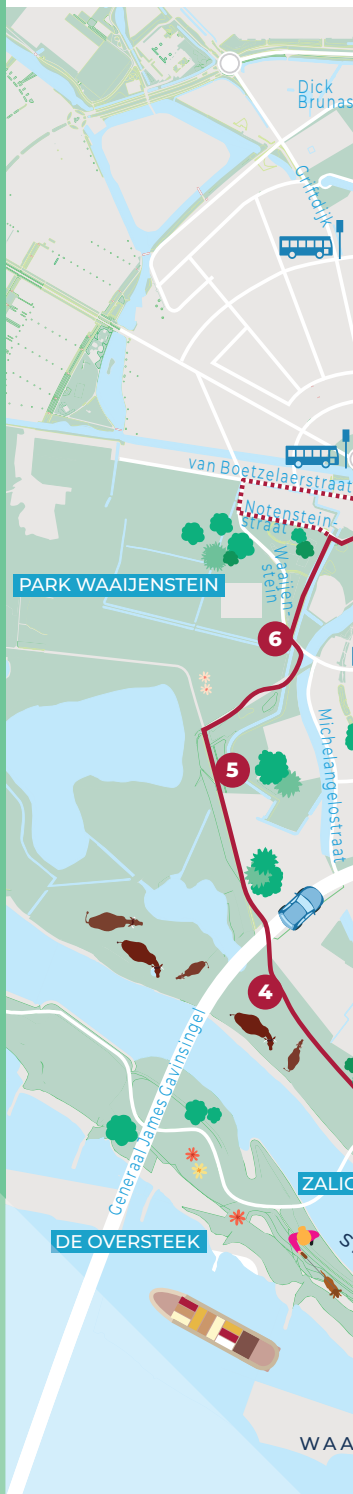 Dick
Brunas
Griftdijk
van Boetzelaerstraat
Notenstein-
straat
Waaijen-
stein
PARK WAAIJENSTEIN
6
5
Michelangelostraat
4
Generaal James Gavinsingel
ZALIG
DE OVERSTEEK
WAA